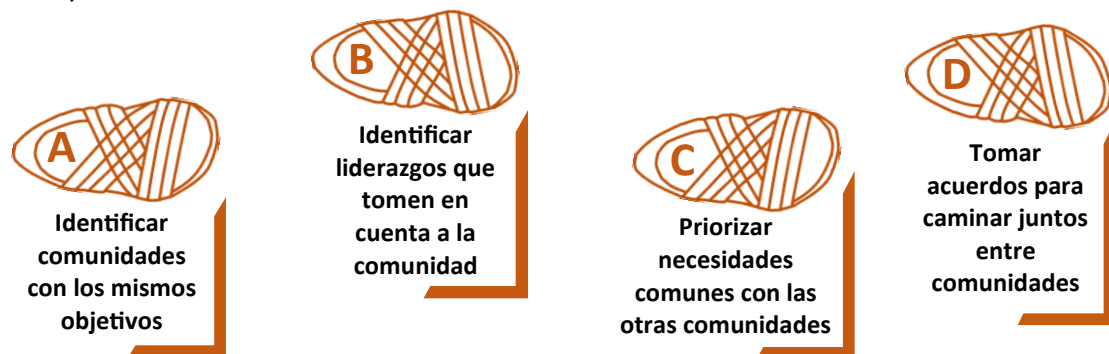 A
Identificar
comunidades
con los mismos
objetivos
B
Identificar
liderazgos que
tomen en
cuenta a la
comunidad
C
Priorizar
necesidades
comunes con las
otras comunidades
D
Tomar
acuerdos para
caminar juntos
entre
comunidades